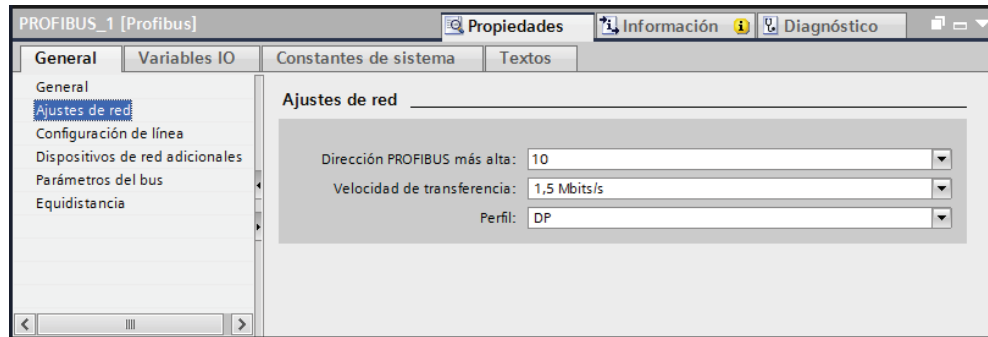 PROFIBUS_1 [Profibus]
Propiedades
Información
Diagnóstico
General
Variables IO
Constantes de sistema
Textos
General
Ajustes de red
Configuración de línea
Dispositivos de red adicionales
Parámetros del bus
Equidistancia
Ajustes de red
Dirección PROFIBUS más alta: 10
Velocidad de transferencia: 1,5 Mbits/s
Perfil: DP